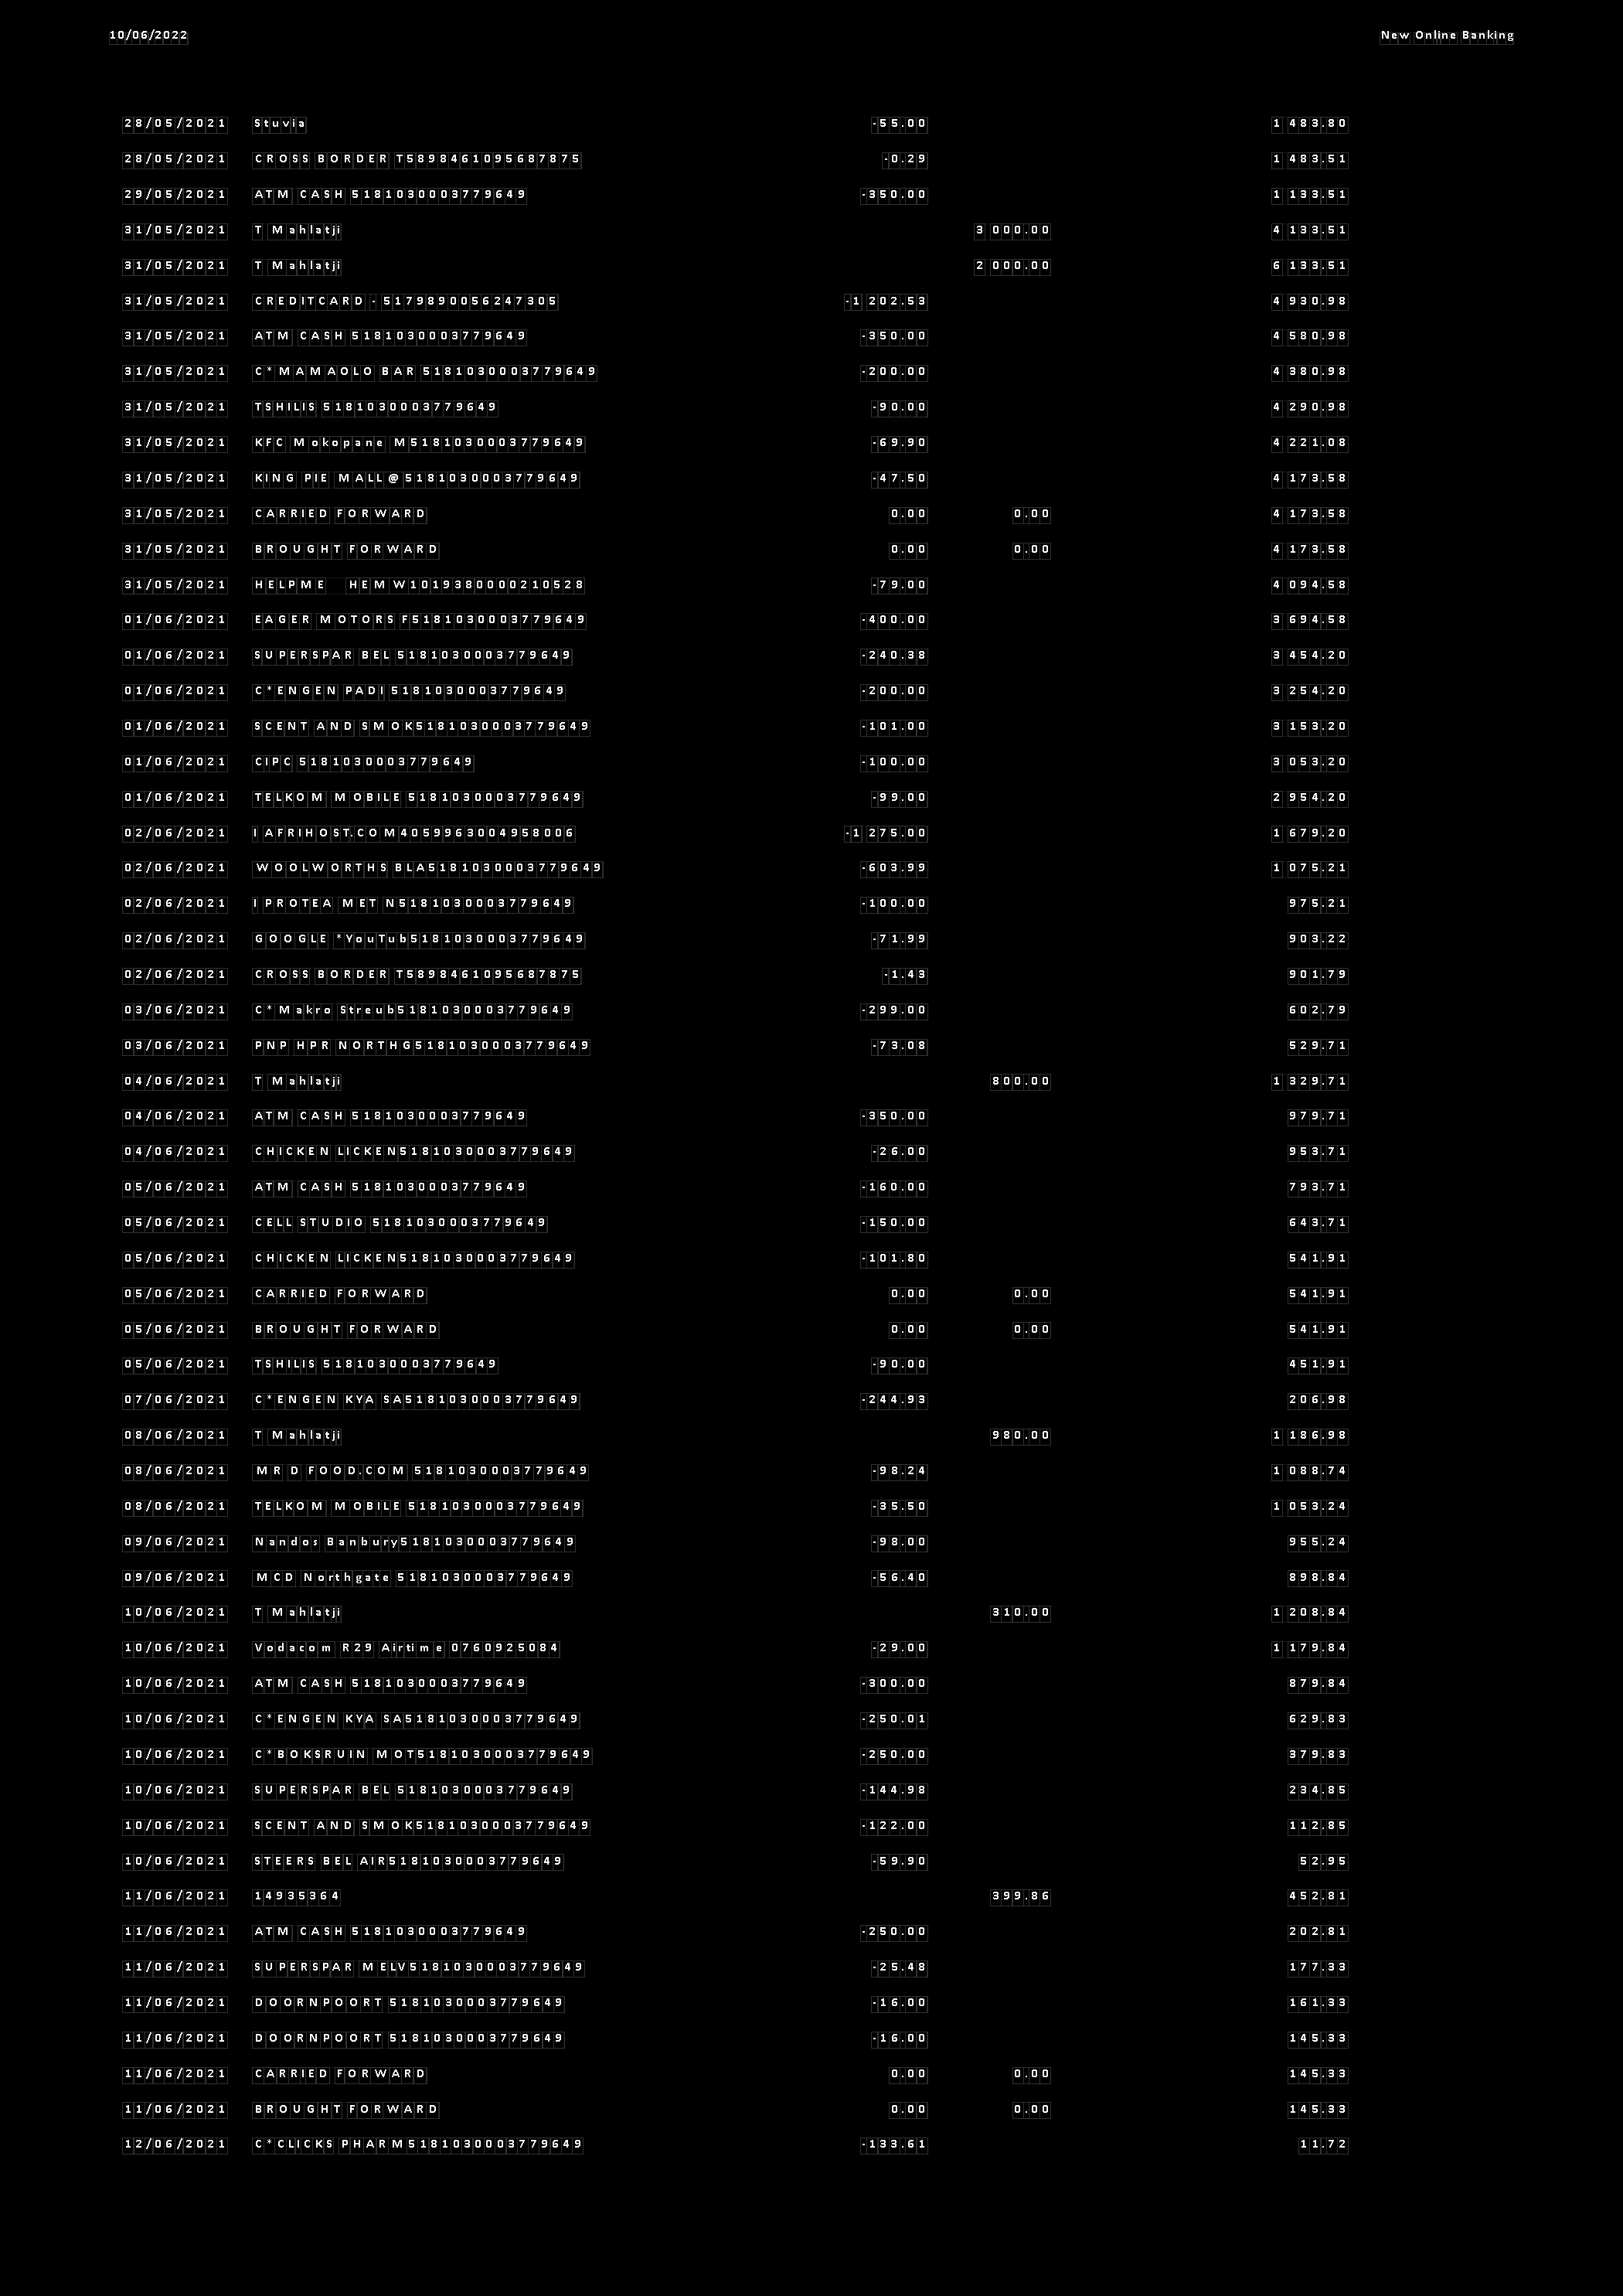 10/06/2022 New Online Banking
28/05/2021 Stuvia -55.00 1 483.80
28/05/2021 CROSS BORDER T5898461095687875 -0.29 1 483.51
29/05/2021 ATM CASH 5181030003779649 -350.00 1 133.51
31/05/2021 T Mahlatji 3 000.00 4 133.51
31/05/2021 T Mahlatji 2 000.00 6 133.51
31/05/2021 CREDITCARD - 5179890056247305 -1 202.53 4 930.98
31/05/2021 ATM CASH 5181030003779649 -350.00 4 580.98
31/05/2021 C*MAMAOLO BAR 5181030003779649 -200.00 4 380.98
31/05/2021 TSHILIS 5181030003779649 -90.00 4 290.98
31/05/2021 KFC Mokopane M5181030003779649 -69.90 4 221.08
31/05/2021 KING PIE MALL@5181030003779649 -47.50 4 173.58
31/05/2021 CARRIED FORWARD 0.00 0.00 4 173.58
31/05/2021 BROUGHT FORWARD 0.00 0.00 4 173.58
31/05/2021 HELPME HEM W1019380000210528 -79.00 4 094.58
01/06/2021 EAGER MOTORS F5181030003779649 -400.00 3 694.58
01/06/2021 SUPERSPAR BEL 5181030003779649 -240.38 3 454.20
01/06/2021 C*ENGEN PADI 5181030003779649 -200.00 3 254.20
01/06/2021 SCENT AND SMOK5181030003779649 -101.00 3 153.20
01/06/2021 CIPC 5181030003779649 -100.00 3 053.20
01/06/2021 TELKOM MOBILE 5181030003779649 -99.00 2 954.20
02/06/2021 I AFRIHOST.COM4059963004958006 -1 275.00 1 679.20
02/06/2021 WOOLWORTHS BLA5181030003779649 -603.99 1 075.21
02/06/2021 I PROTEA MET N5181030003779649 -100.00 975.21
02/06/2021 GOOGLE *YouTub5181030003779649 -71.99 903.22
02/06/2021 CROSS BORDER T5898461095687875 -1.43 901.79
03/06/2021 C*Makro Streub5181030003779649 -299.00 602.79
03/06/2021 PNP HPR NORTHG5181030003779649 -73.08 529.71
04/06/2021 T Mahlatji 800.00 1 329.71
04/06/2021 ATM CASH 5181030003779649 -350.00 979.71
04/06/2021 CHICKEN LICKEN5181030003779649 -26.00 953.71
05/06/2021 ATM CASH 5181030003779649 -160.00 793.71
05/06/2021 CELL STUDIO 5181030003779649 -150.00 643.71
05/06/2021 CHICKEN LICKEN5181030003779649 -101.80 541.91
05/06/2021 CARRIED FORWARD 0.00 0.00 541.91
05/06/2021 BROUGHT FORWARD 0.00 0.00 541.91
05/06/2021 TSHILIS 5181030003779649 -90.00 451.91
07/06/2021 C*ENGEN KYA SA5181030003779649 -244.93 206.98
08/06/2021 T Mahlatji 980.00 1 186.98
08/06/2021 MR D FOOD.COM 5181030003779649 -98.24 1 088.74
08/06/2021 TELKOM MOBILE 5181030003779649 -35.50 1 053.24
09/06/2021 Nandos Banbury5181030003779649 -98.00 955.24
09/06/2021 MCD Northgate 5181030003779649 -56.40 898.84
10/06/2021 T Mahlatji 310.00 1 208.84
10/06/2021 Vodacom R29 Airtime 0760925084 -29.00 1 179.84
10/06/2021 ATM CASH 5181030003779649 -300.00 879.84
10/06/2021 C*ENGEN KYA SA5181030003779649 -250.01 629.83
10/06/2021 C*BOKSRUIN MOT5181030003779649 -250.00 379.83
10/06/2021 SUPERSPAR BEL 5181030003779649 -144.98 234.85
10/06/2021 SCENT AND SMOK5181030003779649 -122.00 112.85
10/06/2021 STEERS BEL AIR5181030003779649 -59.90 52.95
11/06/2021 14935364 399.86 452.81
11/06/2021 ATM CASH 5181030003779649 -250.00 202.81
11/06/2021 SUPERSPAR MELV5181030003779649 -25.48 177.33
11/06/2021 DOORNPOORT 5181030003779649 -16.00 161.33
11/06/2021 DOORNPOORT 5181030003779649 -16.00 145.33
11/06/2021 CARRIED FORWARD 0.00 0.00 145.33
11/06/2021 BROUGHT FORWARD 0.00 0.00 145.33
12/06/2021 C*CLICKS PHARM5181030003779649 -133.61 11.72